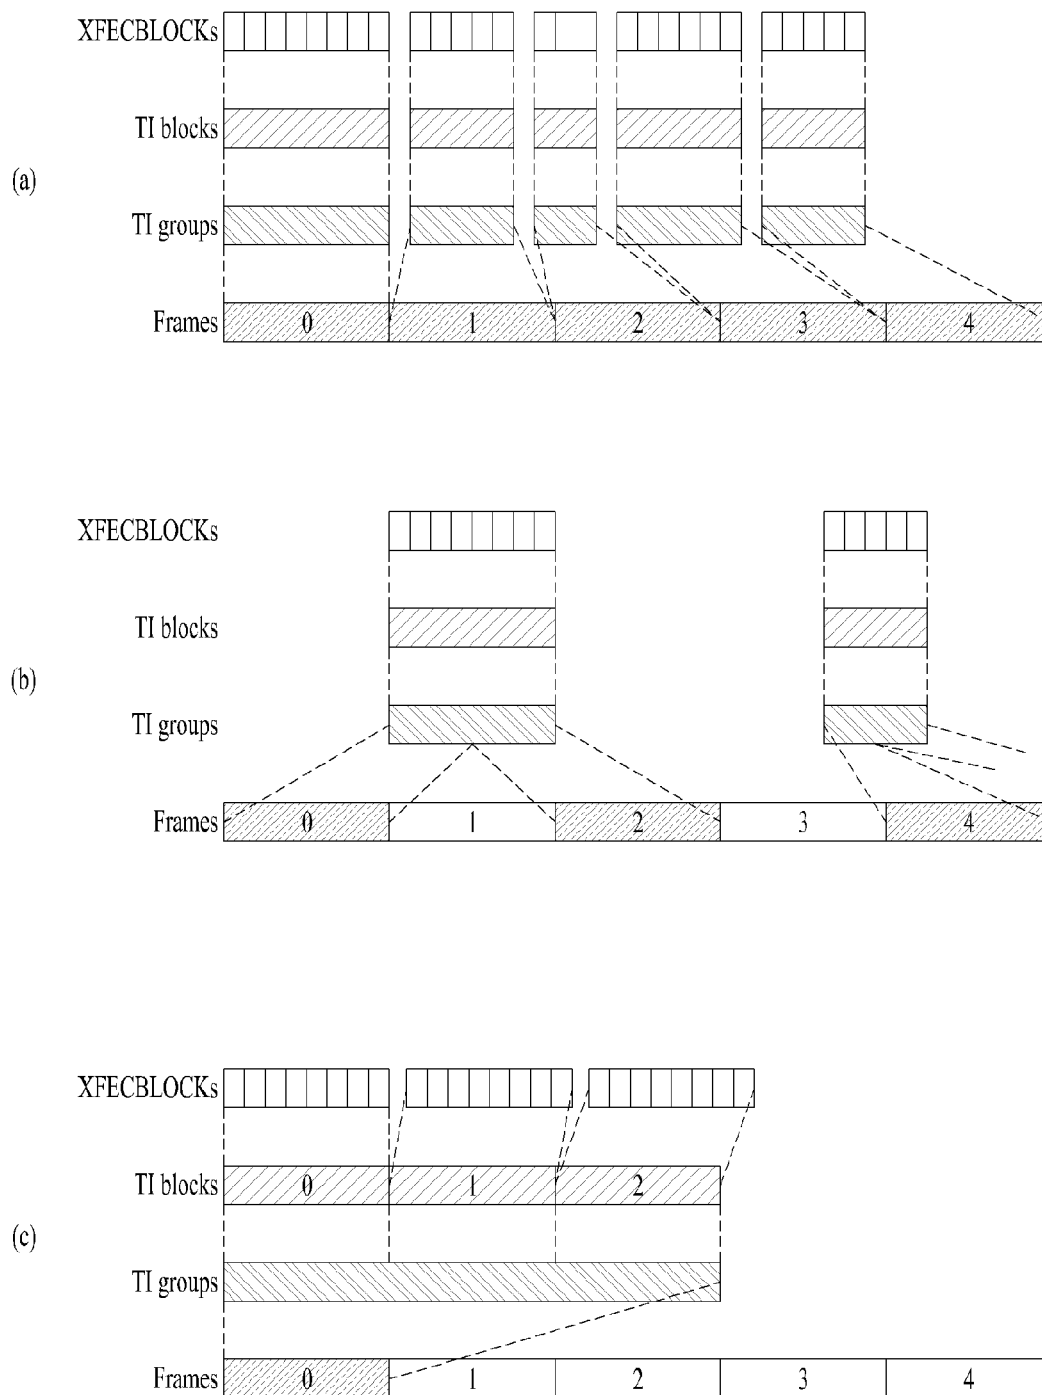 XFECBLOCKs
TI blocks
(a)
TI groups
Frames 0 1 2 3 4
XFECBLOCKs
TI blocks
(b)
TI groups
Frames 0 1 2 3 4
XFECBLOCKs
TI blocks 0 1 2
(c)
TI groups
Frames 0 1 2 3 4